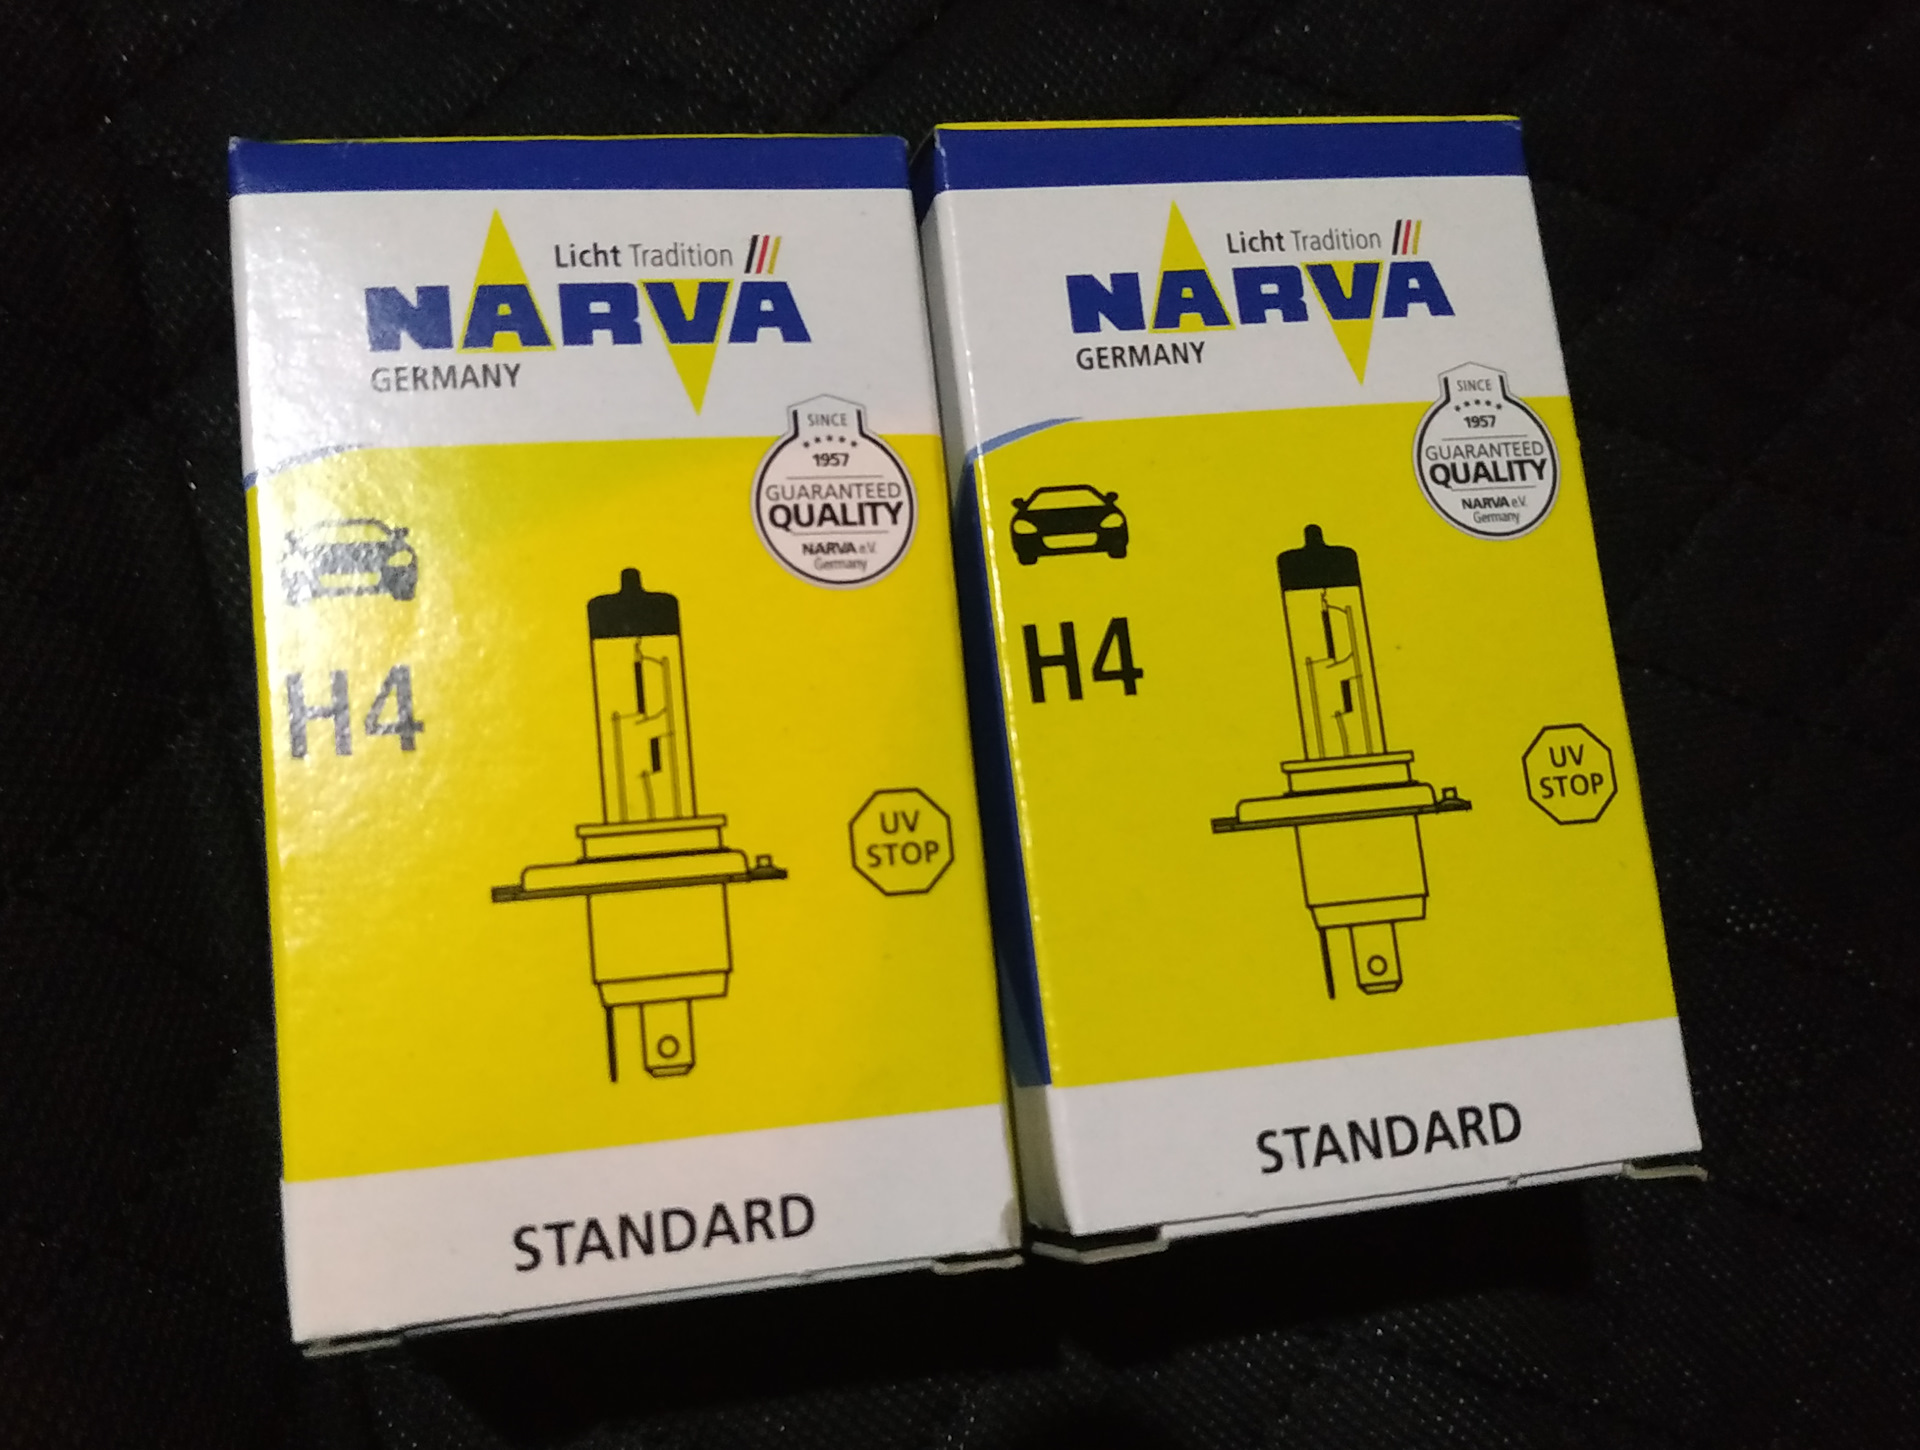 Licht Tradition
NARVA
GERMANY
SINCE
1957
GUARANTEED
QUALITY
NARVA e.V.
Germany
H4
UV
STOP
STANDARD
Licht Tradition
NARVA
GERMANY
SINCE
1957
GUARANTEED
QUALITY
NARVA e.V.
Germany
H4
UV
STOP
STANDARD